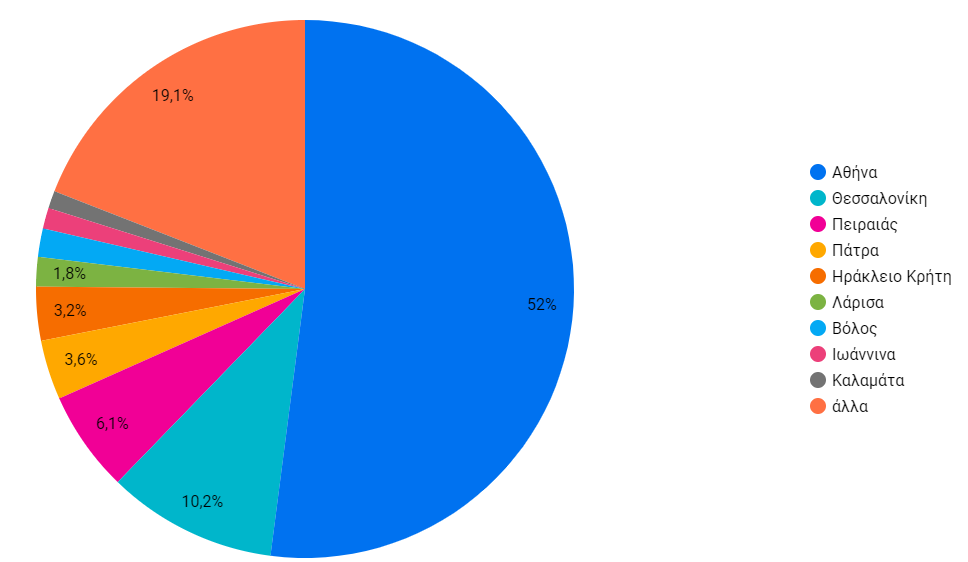 19,1%
1,8%
3,2%
3,6%
6,1%
10,2%
52%
Αθήνα
Θεσσαλονίκη
Πειραιάς
Πάτρα
Ηράκλειο Κρήτη
Λάρισα
Βόλος
Ιωάννινα
Καλαμάτα
άλλα